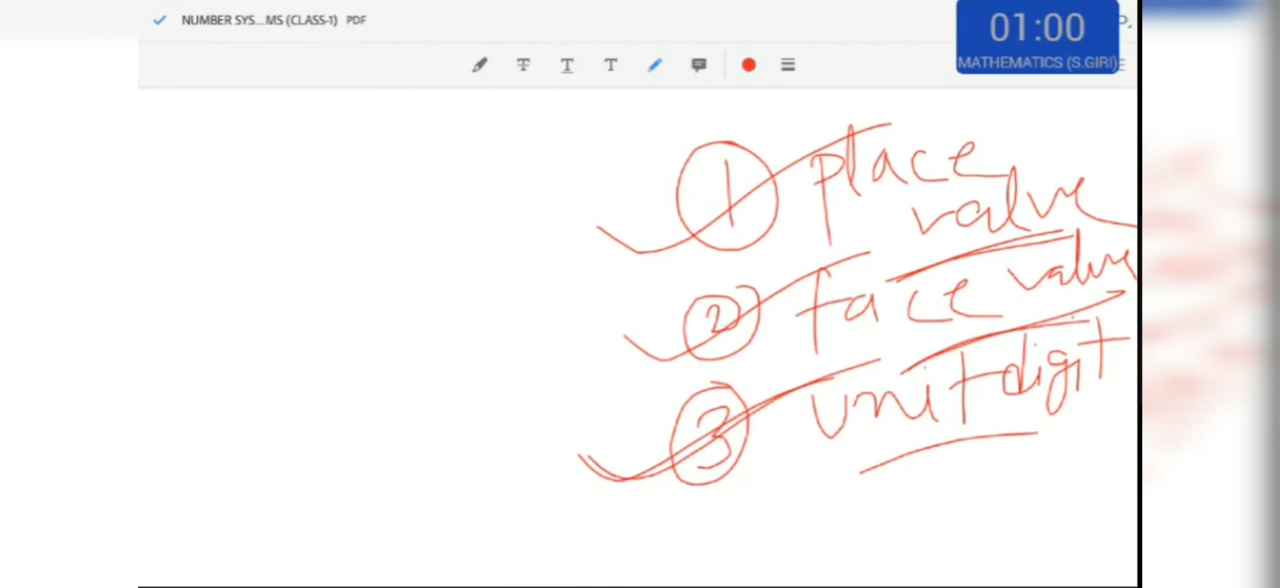 NUMBER SYS...MS (CLASS-1) PDF
01:00
MATHEMATICS (S.GIRI)
T T T
① place
value
② face value
③ unit digit